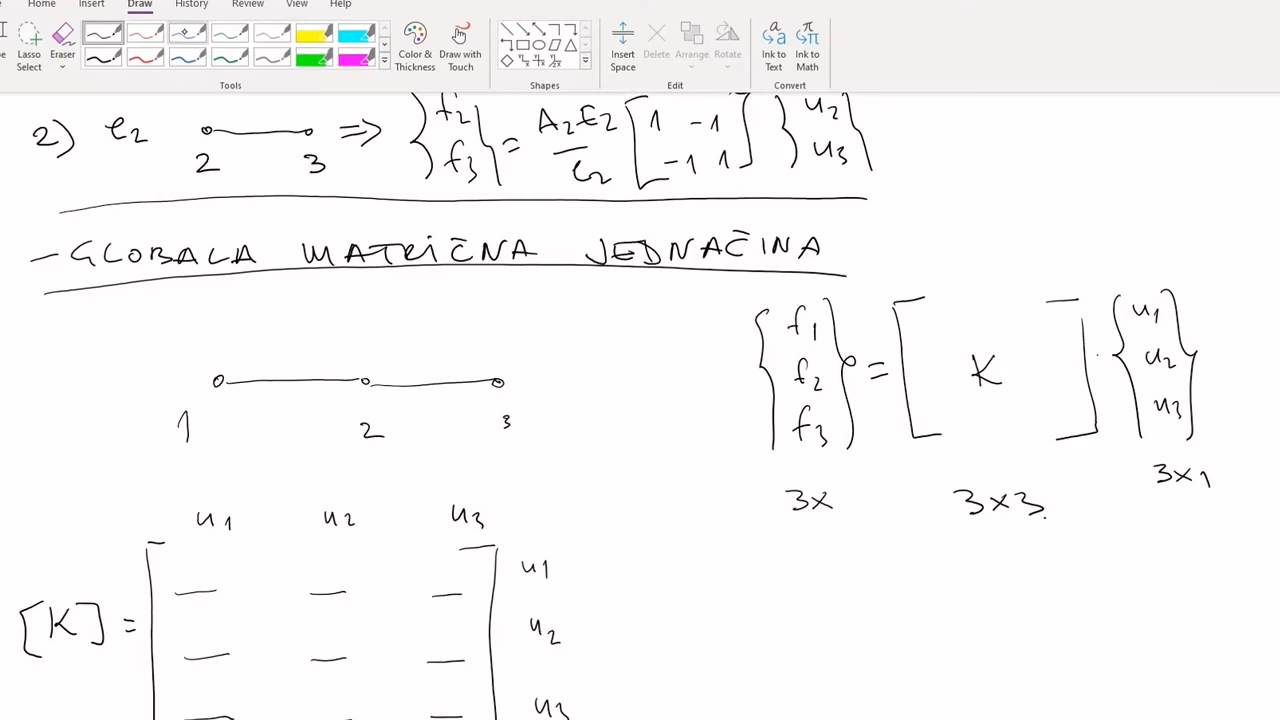 Home Insert Draw History Review View Help
Lasso Select Eraser Color & Thickness Draw with Touch Insert Space Delete Arrange Rotate Ink to Text Ink to Math
Tools Shapes Edit Convert
2) e2 2 3 => {f2 f3} = A2E2/l2 [1 -1 -1 1] {u2 u3}
- GLOBALA MATRIČNA JEDNAČINA
{f1 f2 f3} = [K] · {u1 u2 u3}
3x 3x3 3x1
1 2 3
u1 u2 u3
[K] = [ ] u1 u2 u3